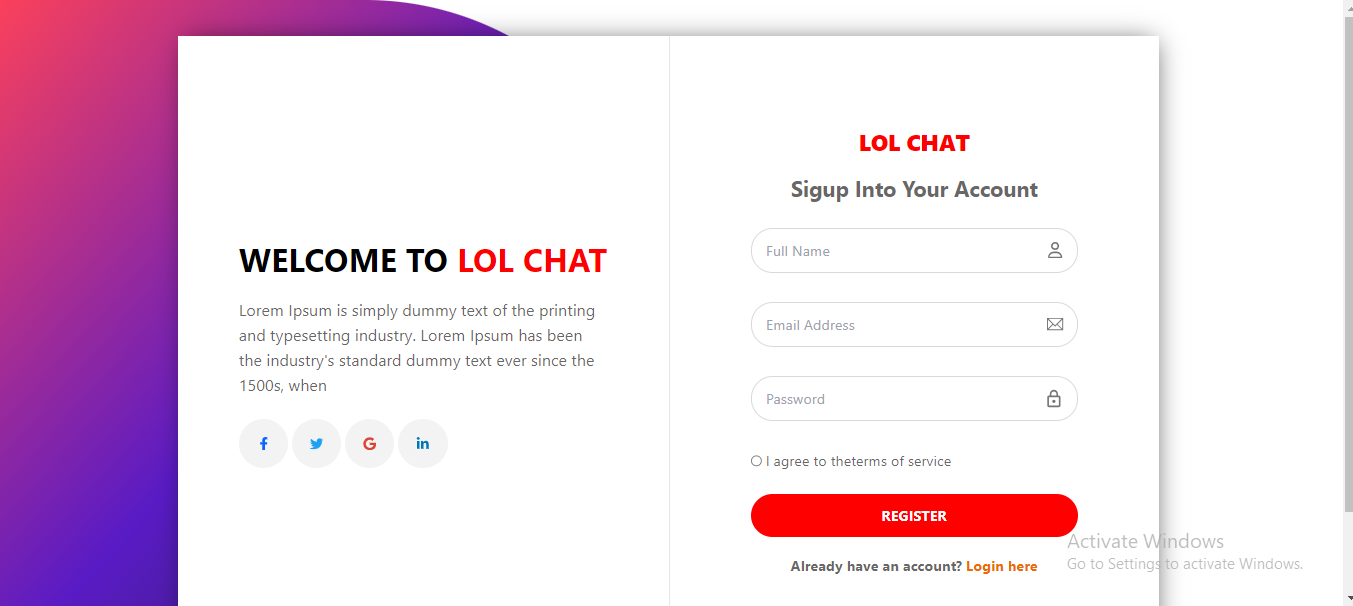 WELCOME TO LOL CHAT
Lorem Ipsum is simply dummy text of the printing
and typesetting industry. Lorem Ipsum has been
the industry's standard dummy text ever since the
1500s, when
LOL CHAT
Sigup Into Your Account
Full Name
Email Address
Password
I agree to theterms of service
REGISTER
Already have an account? Login here
Activate Windows
Go to Settings to activate Windows.